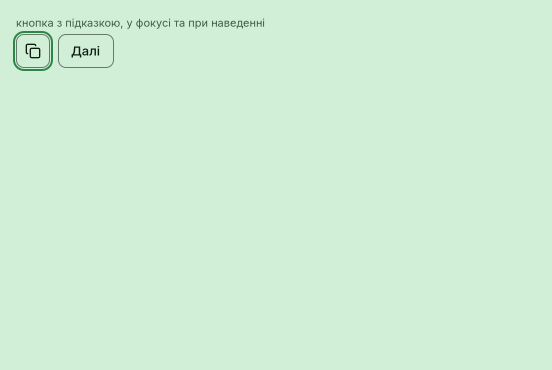 кнопка з підказкою, у фокусі та при наведенні
Далі